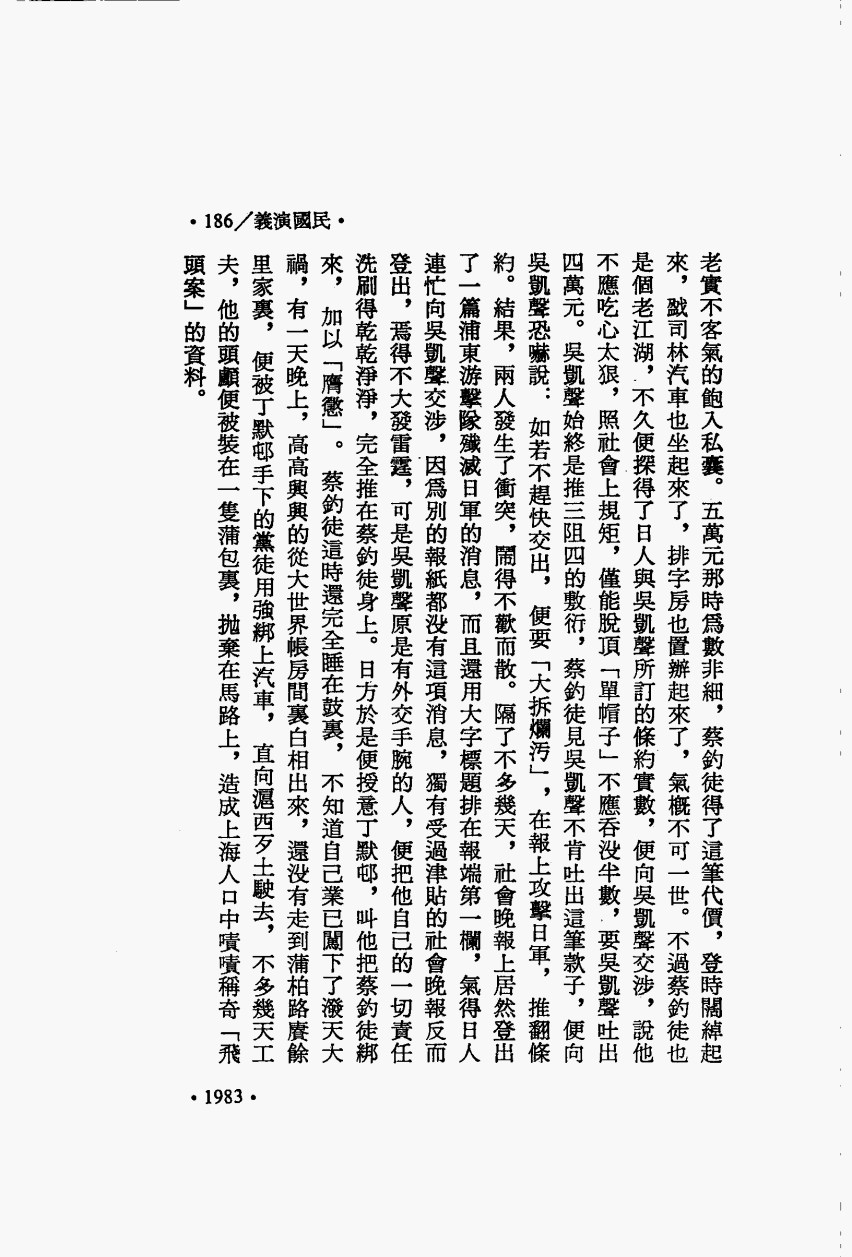 •186／義演國民•
老實不客氣的飽入私囊。五萬元那時爲數非細，蔡釣徒得了這筆代價，登時闊綽起
來，戤司林汽車也坐起來了，排字房也置辦起來了，氣概不可一世。不過蔡釣徒也
是個老江湖，不久便探得了日人與吳凱聲所訂的條約實數，便向吳凱聲交涉，說他
不應吃心太狠，照社會上規矩，僅能脫頂「單帽子」不應吞没半數，要吳凱聲吐出
四萬元。吳凱聲始終是推三阻四的敷衍，蔡釣徒見吳凱聲不肯吐出這筆款子，便向
吳凱聲恐嚇說：如若不趕快交出，便要「大拆爛汚」，在報上攻擊日軍，推翻條
約。結果，兩人發生了衝突，鬧得不歡而散。隔了不多幾天，社會晚報上居然登出
了一篇浦東游擊隊殲滅日軍的消息，而且還用大字標題排在報端第一欄，氣得日人
連忙向吳凱聲交涉，因爲別的報紙都没有這項消息，獨有受過津貼的社會晚報反而
登出，焉得不大發雷霆，可是吳凱聲原是有外交手腕的人，便把他自己的一切責任
洗刷得乾乾淨淨，完全推在蔡釣徒身上。日方於是便授意丁默邨，叫他把蔡釣徒綁
來，加以「膺懲」。蔡釣徒這時還完全睡在鼓裏，不知道自己業已闖下了潑天大
禍，有一天晚上，高高興興的從大世界帳房間裏白相出來，還没有走到蒲柏路賡餘
里家裏，便被丁默邨手下的黨徒用強綁上汽車，直向滬西歹土駛去，不多幾天工
夫，他的頭顱便被裝在一隻蒲包裏，抛棄在馬路上，造成上海人口中嘖嘖稱奇「飛
頭案」的資料。
•1983•